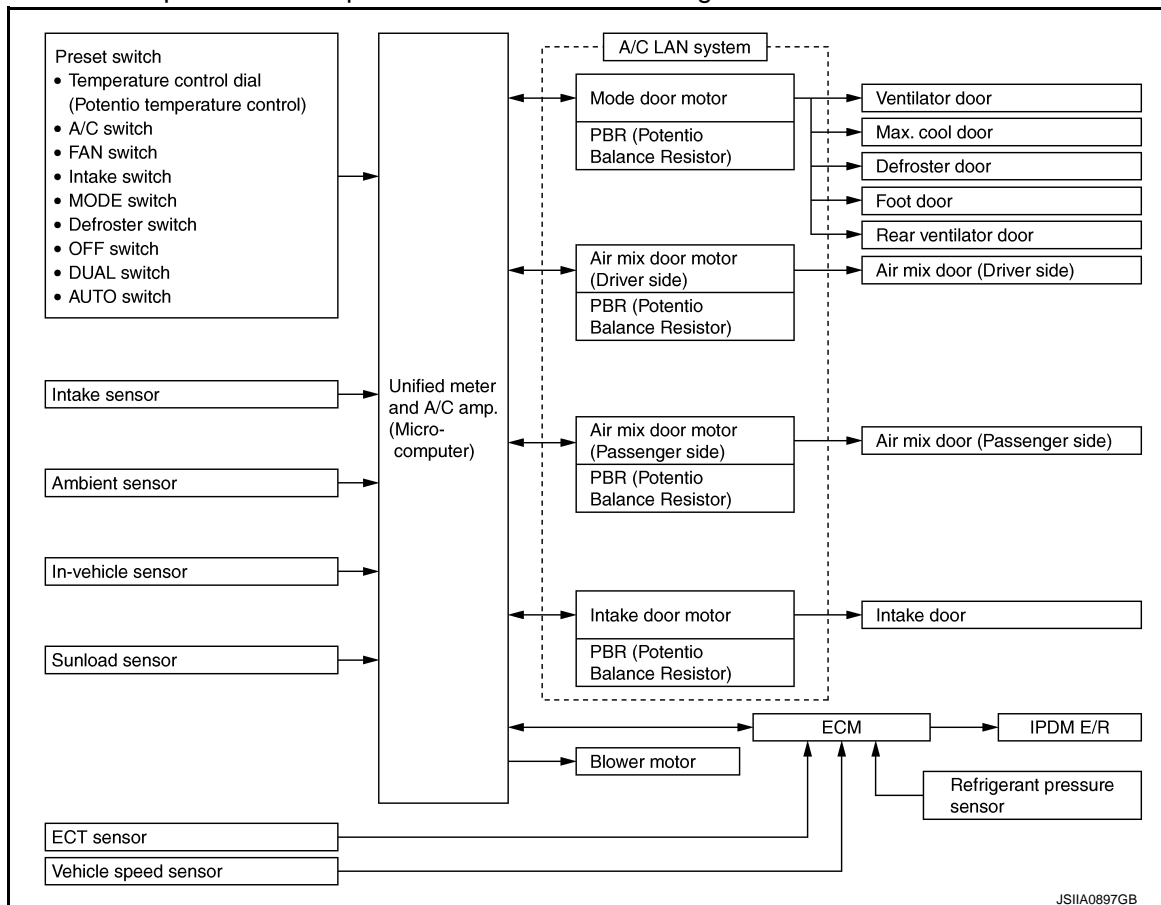 Preset switch
• Temperature control dial
(Potentio temperature control)
• A/C switch
• FAN switch
• Intake switch
• MODE switch
• Defroster switch
• OFF switch
• DUAL switch
• AUTO switch
Intake sensor
Ambient sensor
In-vehicle sensor
Sunload sensor
ECT sensor
Vehicle speed sensor
Unified meter
and A/C amp.
(Micro-
computer)
A/C LAN system
Mode door motor
PBR (Potentio
Balance Resistor)
Air mix door motor
(Driver side)
PBR (Potentio
Balance Resistor)
Air mix door motor
(Passenger side)
PBR (Potentio
Balance Resistor)
Intake door motor
PBR (Potentio
Balance Resistor)
Blower motor
Ventilator door
Max. cool door
Defroster door
Foot door
Rear ventilator door
Air mix door (Driver side)
Air mix door (Passenger side)
Intake door
ECM
IPDM E/R
Refrigerant pressure
sensor
JSIIA0897GB